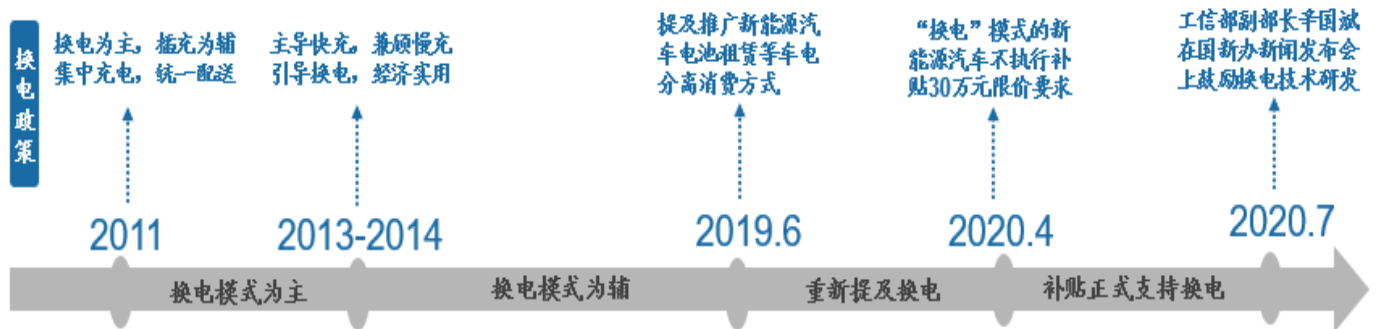 换电政策
换电为主，插充为辅
集中充电，统一配送
主导快充，兼顾慢充
引导换电，经济实用
提及推广新能源汽
车电池租赁等车电
分离消费方式
“换电”模式的新
能源汽车不执行补
贴30万元限价要求
工信部副部长辛国斌
在国新办新闻发布会
上鼓励换电技术研发
2011
2013-2014
2019.6
2020.4
2020.7
换电模式为主
换电模式为辅
重新提及换电
补贴正式支持换电